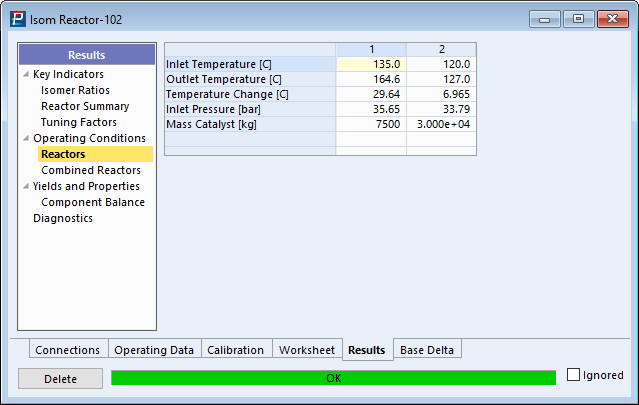 Isom Reactor-102
Results
Key Indicators
Isomer Ratios
Reactor Summary
Tuning Factors
Operating Conditions
Reactors
Combined Reactors
Yields and Properties
Component Balance
Diagnostics
1 2
Inlet Temperature [C] 135.0 120.0
Outlet Temperature [C] 164.6 127.0
Temperature Change [C] 29.64 6.965
Inlet Pressure [bar] 35.65 33.79
Mass Catalyst [kg] 7500 3.000e+04
Connections Operating Data Calibration Worksheet Results Base Delta
Delete OK Ignored